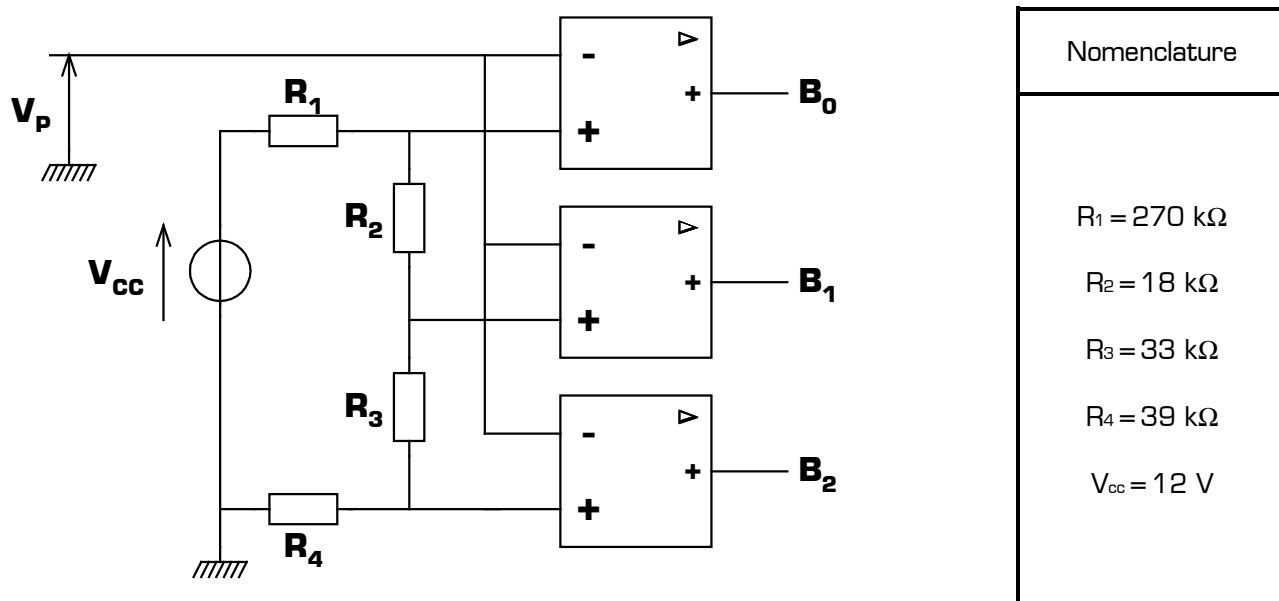 V_P
V_CC
R_1
R_2
R_3
R_4
-
+
+
B_0
-
+
+
B_1
-
+
+
B_2
Nomenclature
R1 = 270 kΩ
R2 = 18 kΩ
R3 = 33 kΩ
R4 = 39 kΩ
Vcc = 12 V